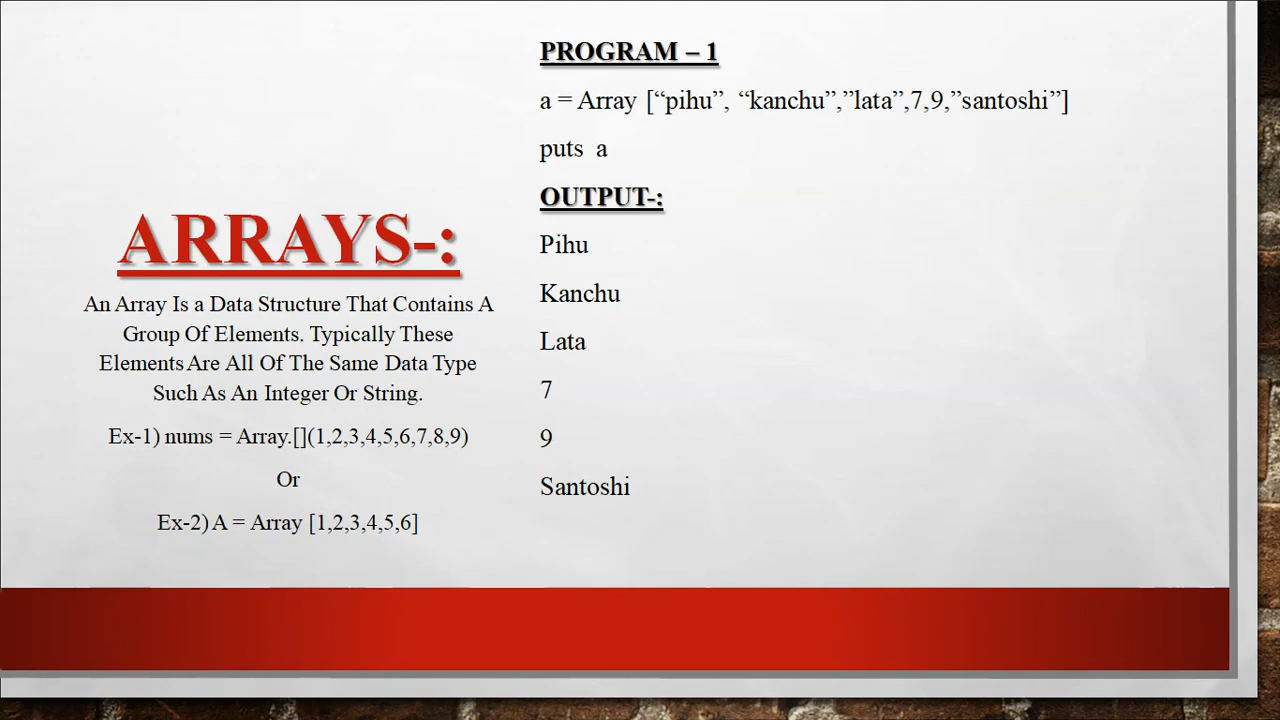 ARRAYS-:
An Array Is a Data Structure That Contains A
Group Of Elements. Typically These
Elements Are All Of The Same Data Type
Such As An Integer Or String.
Ex-1) nums = Array.[](1,2,3,4,5,6,7,8,9)
Or
Ex-2) A = Array [1,2,3,4,5,6]
PROGRAM – 1
a = Array [“pihu”, “kanchu”,”lata”,7,9,”santoshi”]
puts a
OUTPUT-:
Pihu
Kanchu
Lata
7
9
Santoshi